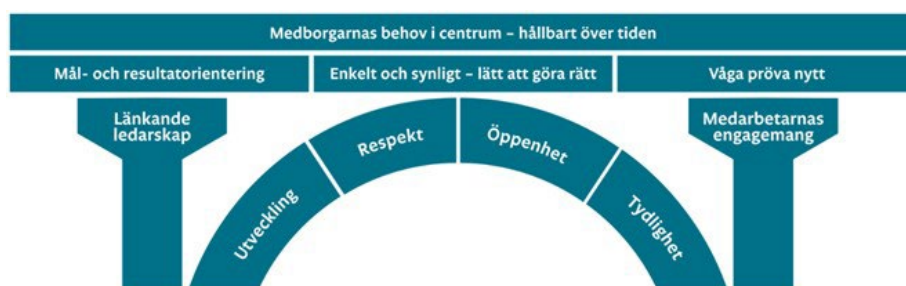 Medborgarnas behov i centrum – hållbart över tiden
Mål- och resultatorientering
Enkelt och synligt – lätt att göra rätt
Våga pröva nytt
Länkande
ledarskap
Utveckling
Respekt
Öppenhet
Tydlighet
Medarbetarnas
engagemang